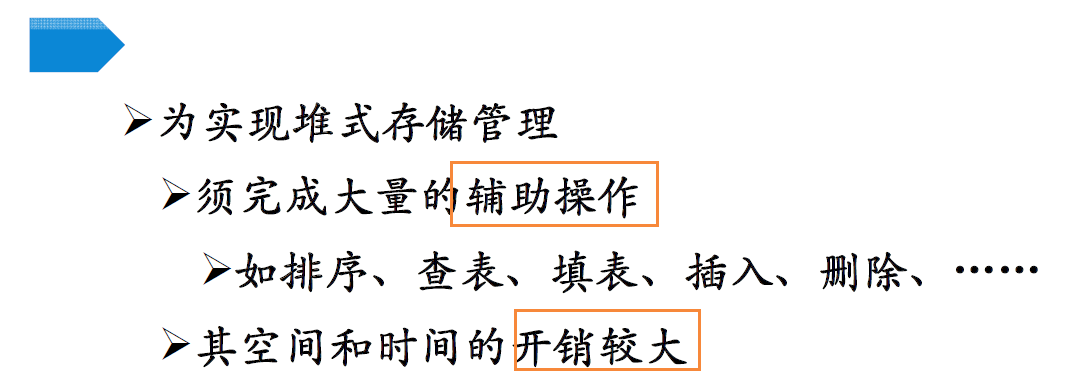 为实现堆式存储管理
须完成大量的辅助操作
如排序、查表、填表、插入、删除、……
其空间和时间的开销较大